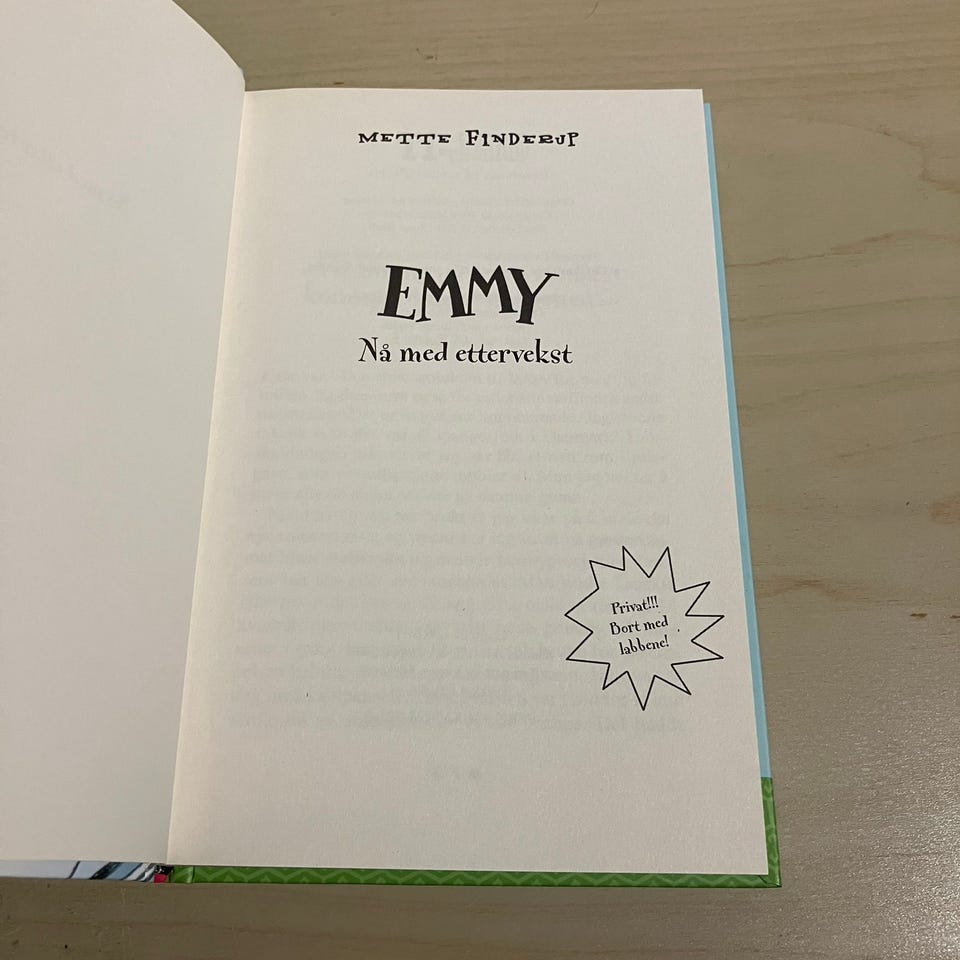 METTE FINDERUP
EMMY
Nå med ettervekst
Privat!!!
Bort med
labbene!